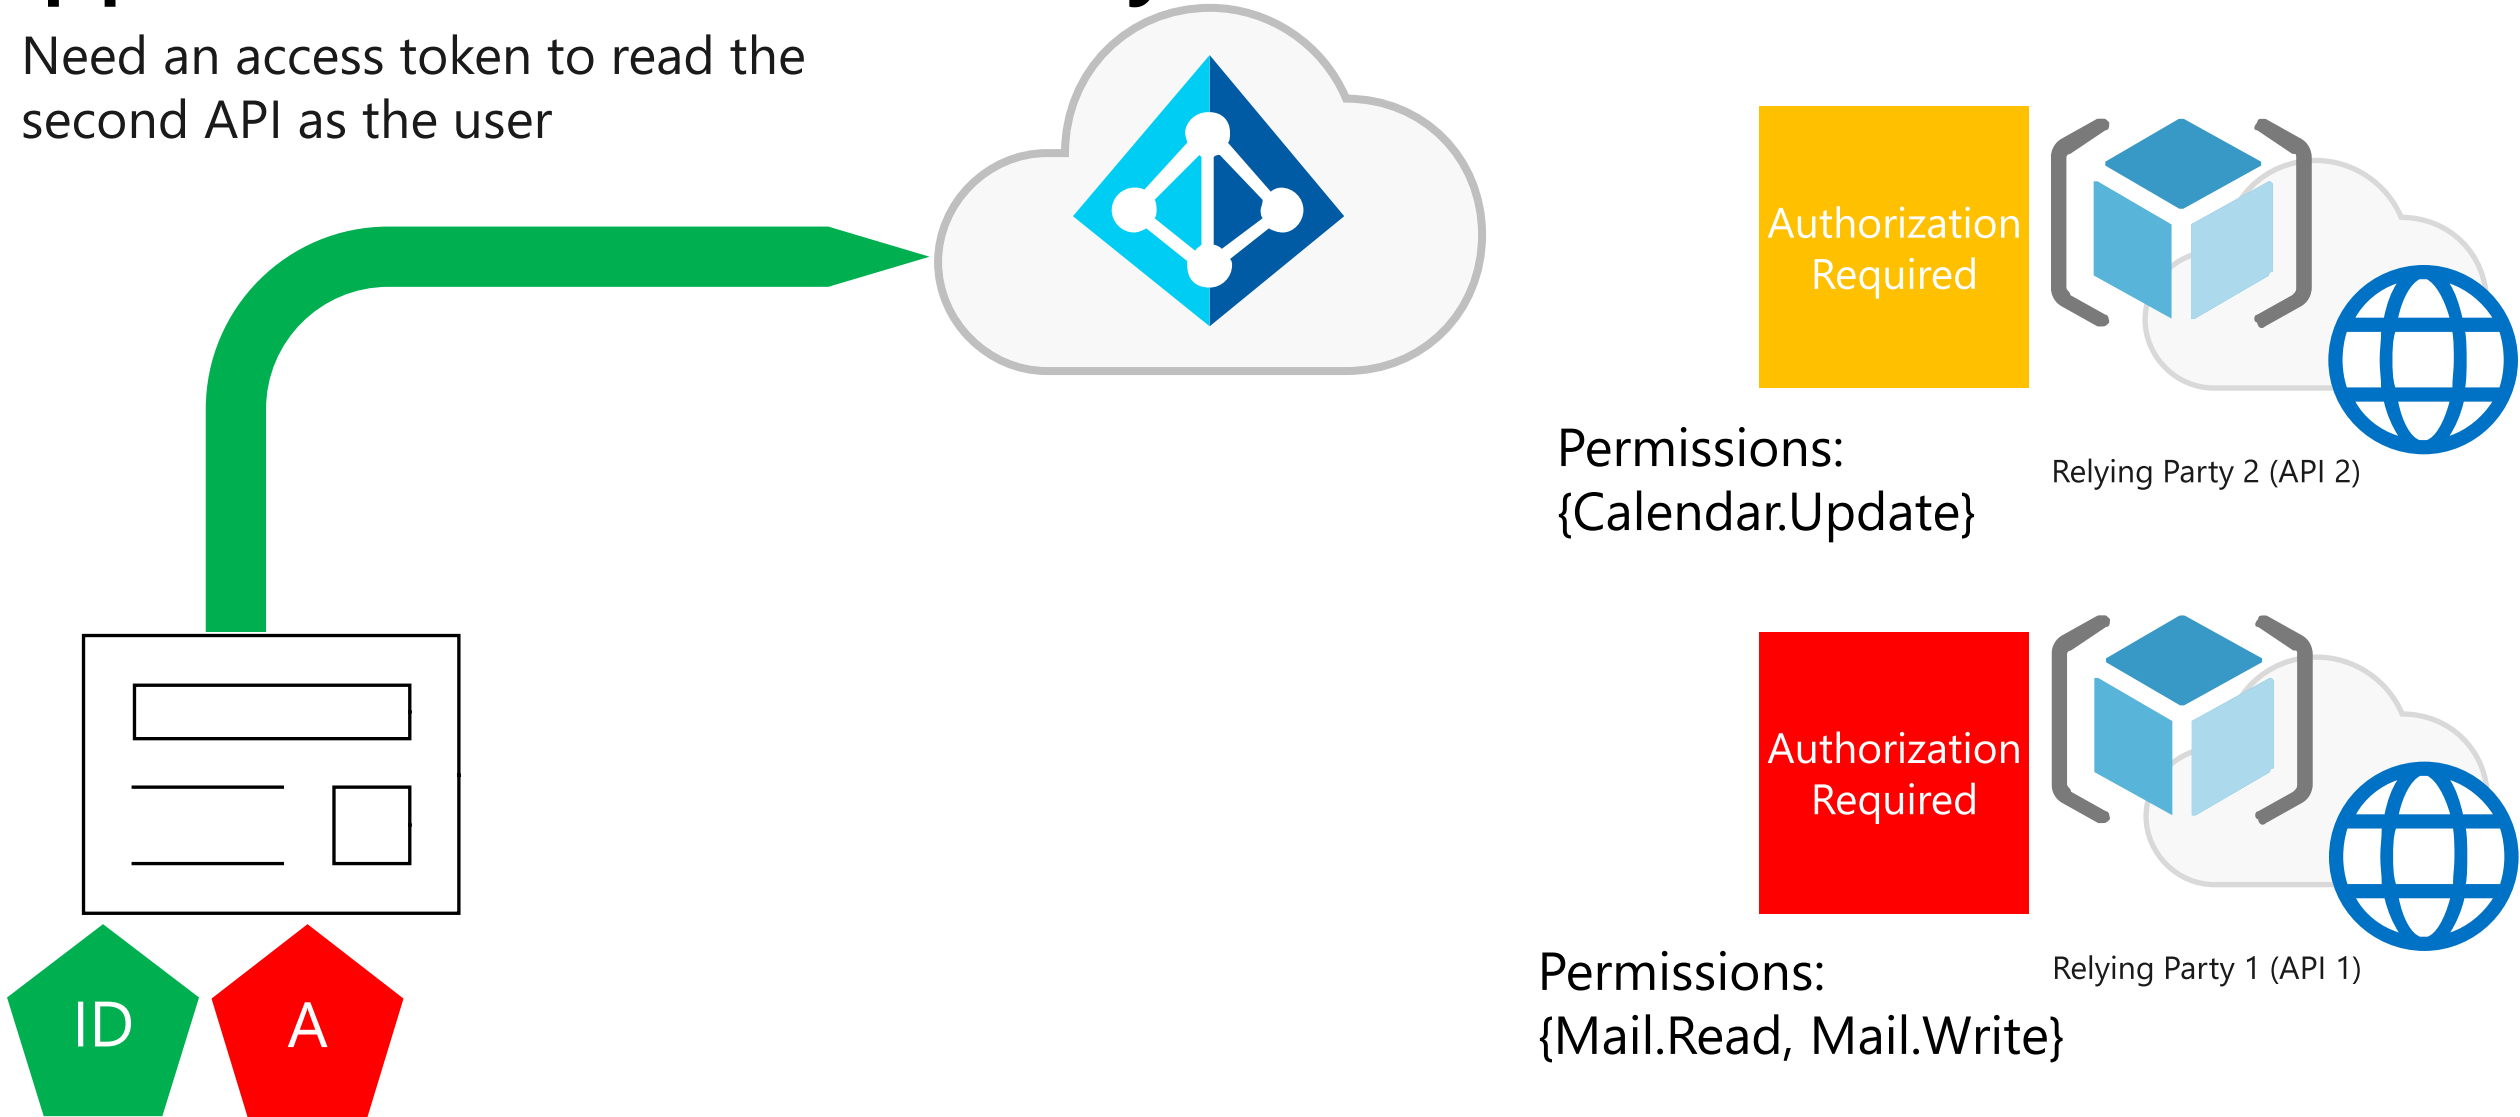 Need an access token to read the
second API as the user
Authorization
Required
Permissions:
{Calendar.Update}
Relying Party 2 (API 2)
Authorization
Required
Permissions:
{Mail.Read, Mail.Write}
Relying Party 1 (API 1)
ID
A